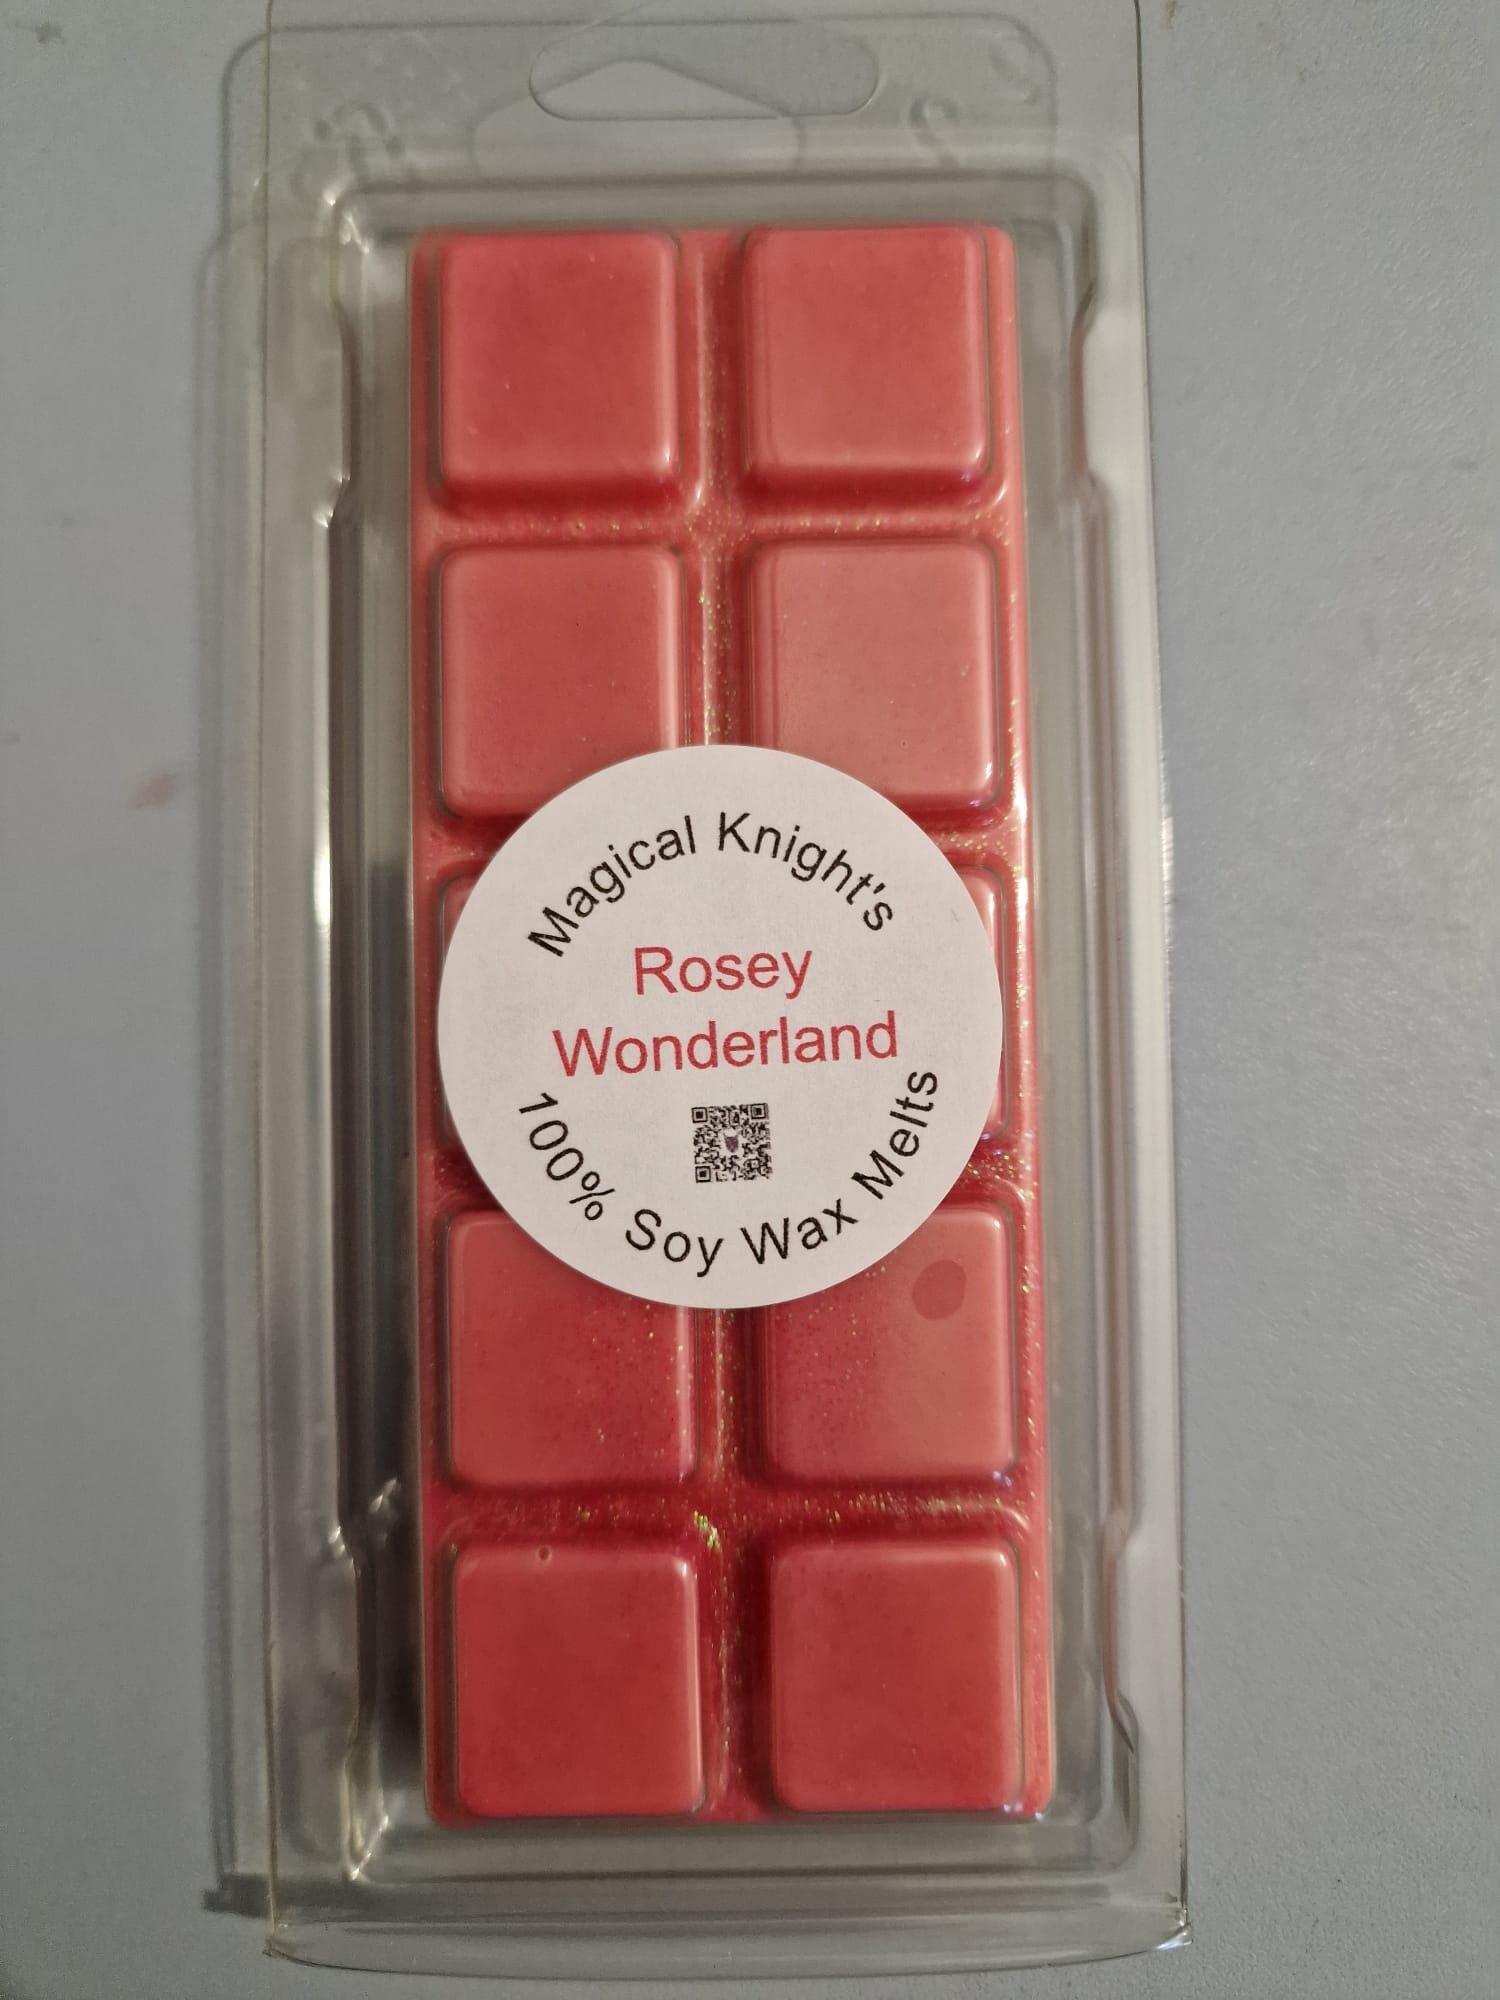 Magical Knight's
Rosey
Wonderland
100% Soy Wax Melts